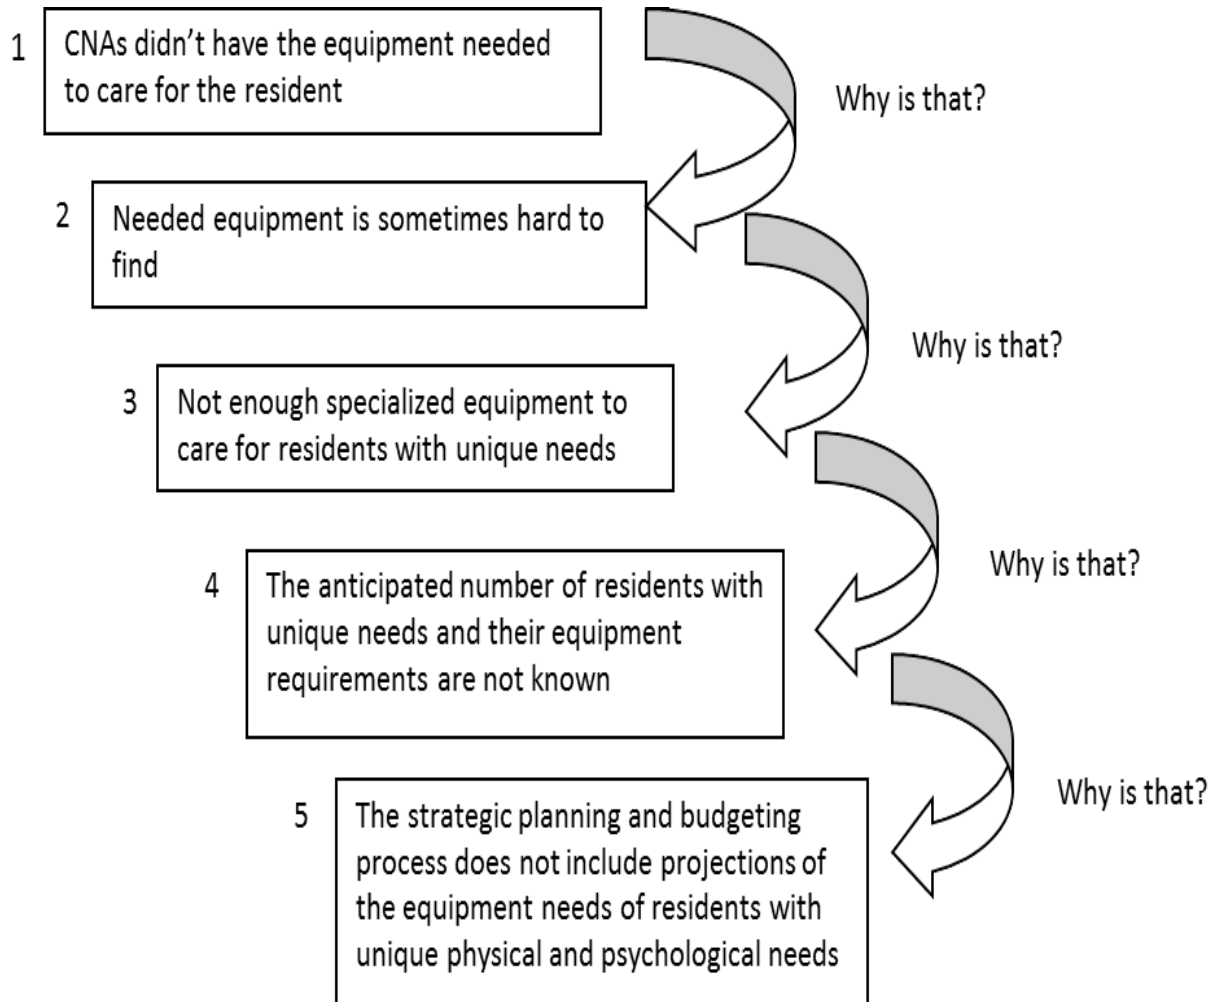 1
CNAs didn’t have the equipment needed
to care for the resident
Why is that?
2
Needed equipment is sometimes hard to
find
Why is that?
3
Not enough specialized equipment to
care for residents with unique needs
Why is that?
4
The anticipated number of residents with
unique needs and their equipment
requirements are not known
Why is that?
5
The strategic planning and budgeting
process does not include projections of
the equipment needs of residents with
unique physical and psychological needs